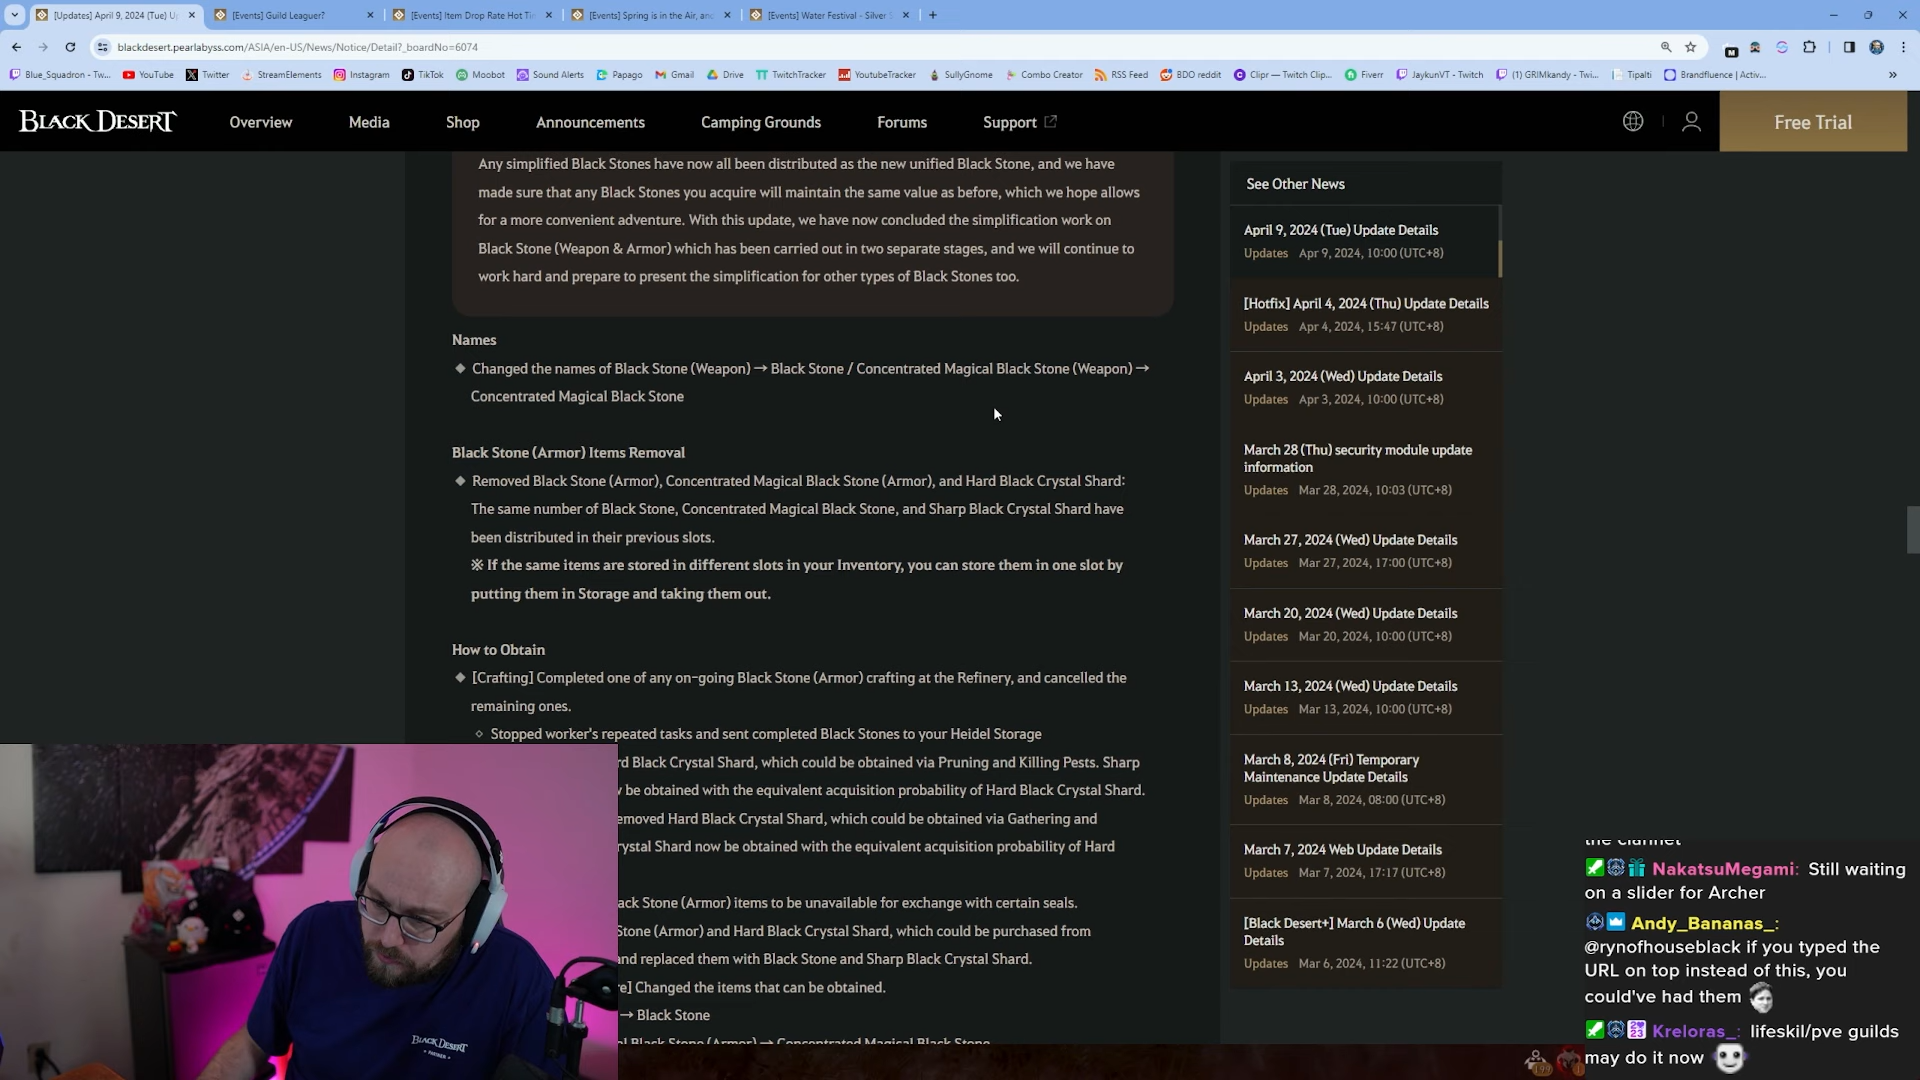 [Updates] April 9, 2024 (Tue) U
[Events] Guild Leaguer?
[Events] Item Drop Rate Hot Tim
[Events] Spring is in the Air, an
[Events] Water Festival - Silver S
blackdesert.pearlabyss.com/ASIA/en-US/News/Notice/Detail?_boardNo=6074
Blue_Squadron - Tw...
YouTube
Twitter
StreamElements
Instagram
TikTok
Moobot
Sound Alerts
Papago
Gmail
Drive
TwitchTracker
YoutubeTracker
SullyGnome
Combo Creator
RSS Feed
BDO reddit
Clipr — Twitch Clip...
Fiverr
JaykunVT - Twitch
(1) GRIMkandy - Twi...
Tipalti
Brandfluence | Activ...
BLACK DESERT
Overview
Media
Shop
Announcements
Camping Grounds
Forums
Support
Free Trial
Any simplified Black Stones have now all been distributed as the new unified Black Stone, and we have
made sure that any Black Stones you acquire will maintain the same value as before, which we hope allows
for a more convenient adventure. With this update, we have now concluded the simplification work on
Black Stone (Weapon & Armor) which has been carried out in two separate stages, and we will continue to
work hard and prepare to present the simplification for other types of Black Stones too.
Names
◆ Changed the names of Black Stone (Weapon) → Black Stone / Concentrated Magical Black Stone (Weapon) →
Concentrated Magical Black Stone
Black Stone (Armor) Items Removal
◆ Removed Black Stone (Armor), Concentrated Magical Black Stone (Armor), and Hard Black Crystal Shard:
The same number of Black Stone, Concentrated Magical Black Stone, and Sharp Black Crystal Shard have
been distributed in their previous slots.
※ If the same items are stored in different slots in your Inventory, you can store them in one slot by
putting them in Storage and taking them out.
How to Obtain
◆ [Crafting] Completed one of any on-going Black Stone (Armor) crafting at the Refinery, and cancelled the
remaining ones.
◇ Stopped worker's repeated tasks and sent completed Black Stones to your Heidel Storage
rd Black Crystal Shard, which could be obtained via Pruning and Killing Pests. Sharp
be obtained with the equivalent acquisition probability of Hard Black Crystal Shard.
emoved Hard Black Crystal Shard, which could be obtained via Gathering and
rystal Shard now be obtained with the equivalent acquisition probability of Hard
ack Stone (Armor) items to be unavailable for exchange with certain seals.
Stone (Armor) and Hard Black Crystal Shard, which could be purchased from
and replaced them with Black Stone and Sharp Black Crystal Shard.
e] Changed the items that can be obtained.
→ Black Stone
al Black Stone (Armor) → Concentrated Magical Black Stone
See Other News
April 9, 2024 (Tue) Update Details
Updates Apr 9, 2024, 10:00 (UTC+8)
[Hotfix] April 4, 2024 (Thu) Update Details
Updates Apr 4, 2024, 15:47 (UTC+8)
April 3, 2024 (Wed) Update Details
Updates Apr 3, 2024, 10:00 (UTC+8)
March 28 (Thu) security module update
information
Updates Mar 28, 2024, 10:03 (UTC+8)
March 27, 2024 (Wed) Update Details
Updates Mar 27, 2024, 17:00 (UTC+8)
March 20, 2024 (Wed) Update Details
Updates Mar 20, 2024, 10:00 (UTC+8)
March 13, 2024 (Wed) Update Details
Updates Mar 13, 2024, 10:00 (UTC+8)
March 8, 2024 (Fri) Temporary
Maintenance Update Details
Updates Mar 8, 2024, 08:00 (UTC+8)
March 7, 2024 Web Update Details
Updates Mar 7, 2024, 17:17 (UTC+8)
[Black Desert+] March 6 (Wed) Update
Details
Updates Mar 6, 2024, 11:22 (UTC+8)
the clarinet
NakatsuMegami: Still waiting
on a slider for Archer
Andy_Bananas_:
@rynofhouseblack if you typed the
URL on top instead of this, you
could've had them
Kreloras_: lifeskil/pve guilds
may do it now
BLACK DESERT
PARTNER
199